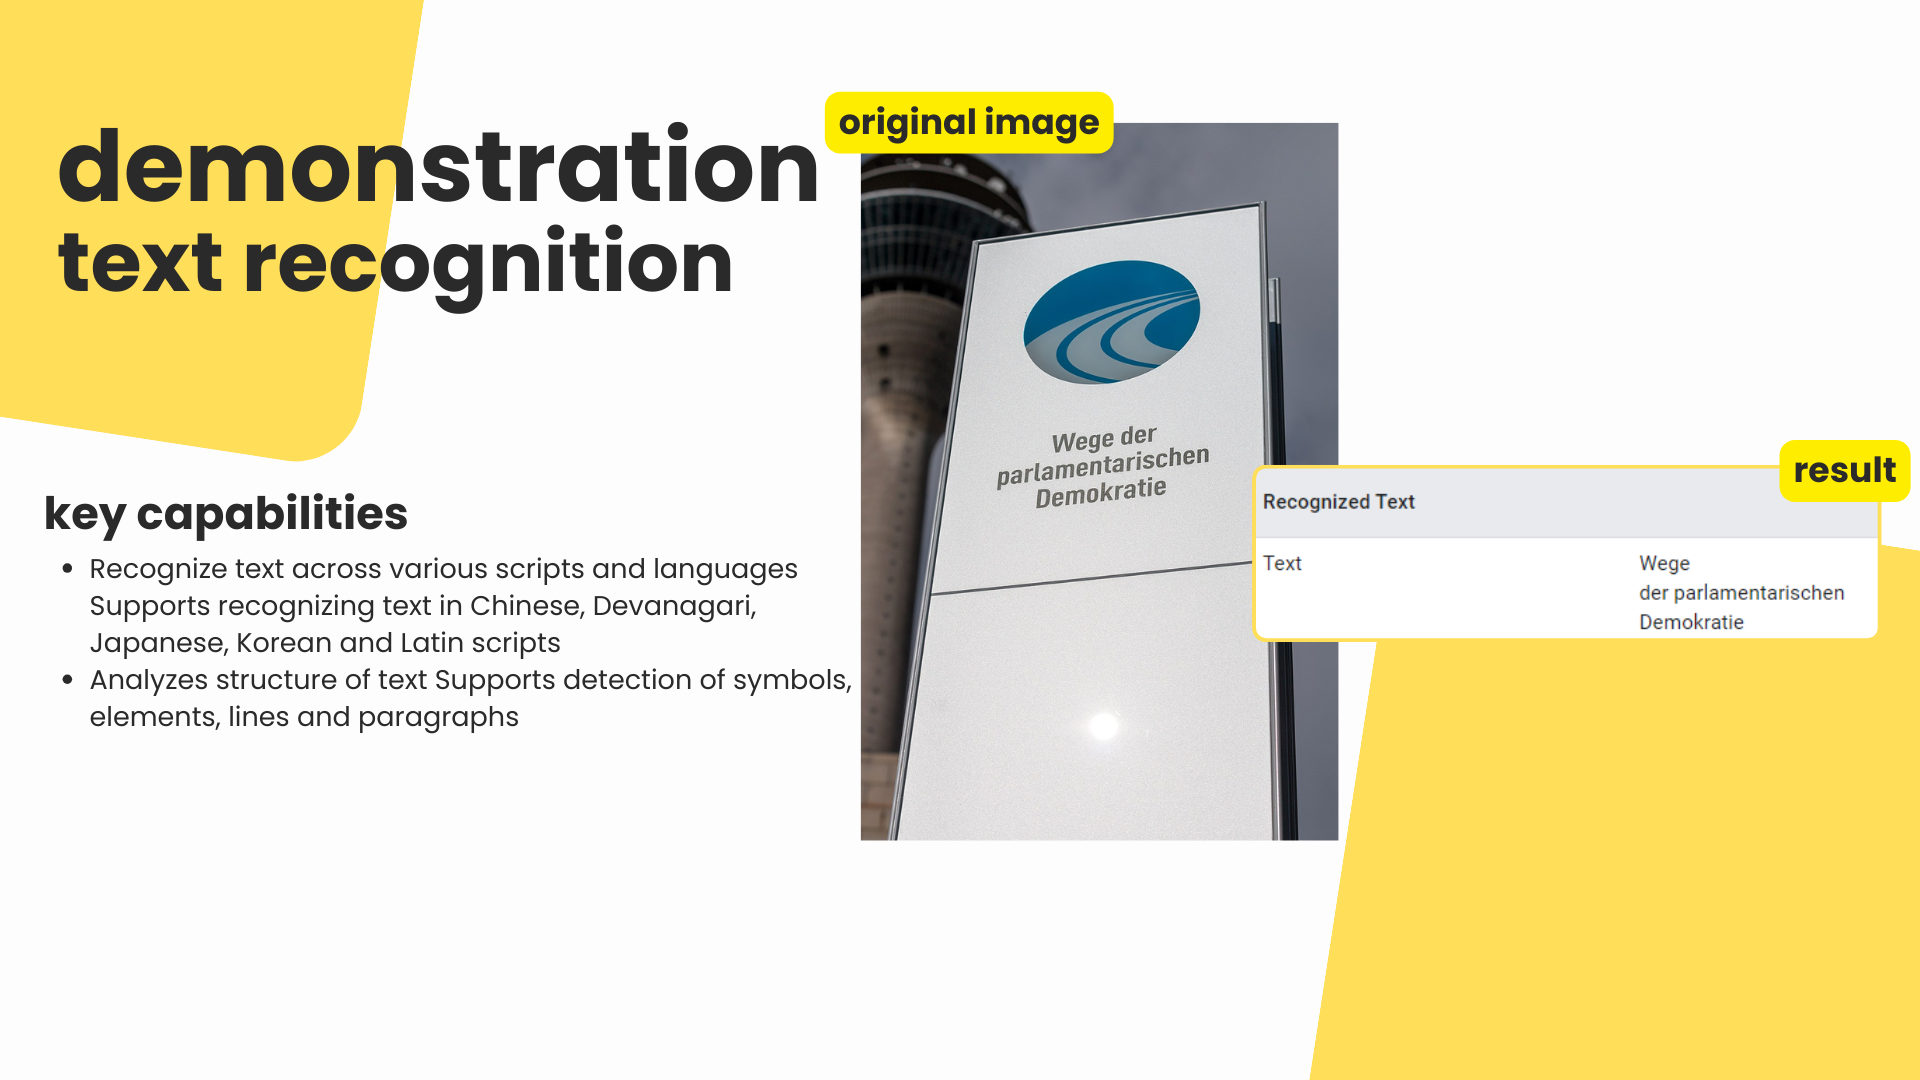 demonstration
text recognition
original image
Wege der
parlamentarischen
Demokratie
result
Recognized Text
Text
Wege
der parlamentarischen
Demokratie
key capabilities
• Recognize text across various scripts and languages
Supports recognizing text in Chinese, Devanagari,
Japanese, Korean and Latin scripts
• Analyzes structure of text Supports detection of symbols,
elements, lines and paragraphs